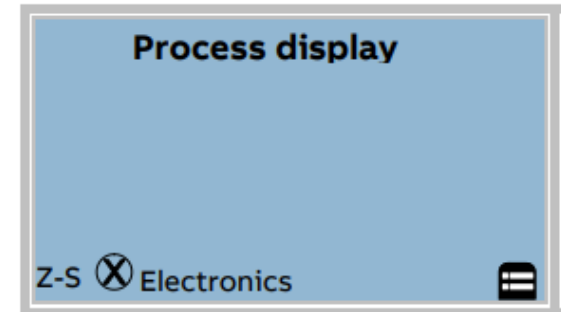 Process display
Z-S Ⓧ Electronics